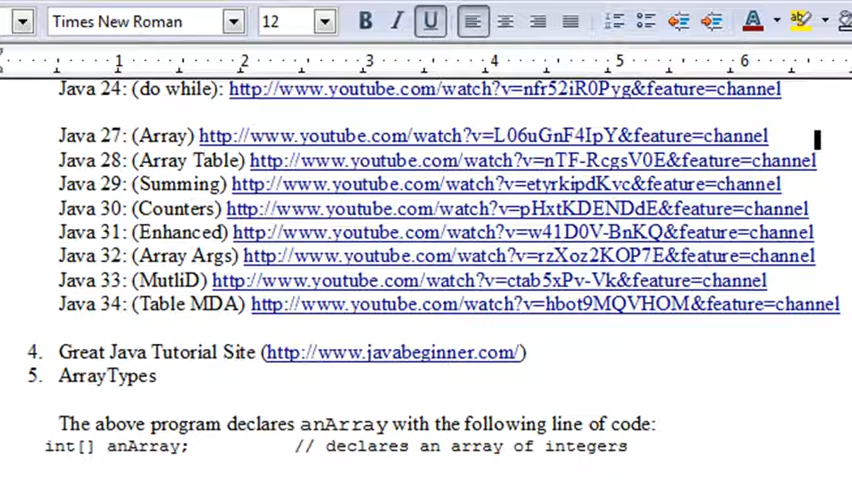 Times New Roman 12 B I U
1 2 3 4 5 6
Java 24: (do while): http://www.youtube.com/watch?v=nfr52iR0Pyg&feature=channel
Java 27: (Array) http://www.youtube.com/watch?v=L06uGnF4IpY&feature=channel
Java 28: (Array Table) http://www.youtube.com/watch?v=nTF-RcgsV0E&feature=channel
Java 29: (Summing) http://www.youtube.com/watch?v=etyrkipdKvc&feature=channel
Java 30: (Counters) http://www.youtube.com/watch?v=pHxtKDENDdE&feature=channel
Java 31: (Enhanced) http://www.youtube.com/watch?v=w41D0V-BnKQ&feature=channel
Java 32: (Array Args) http://www.youtube.com/watch?v=rzXoz2KOP7E&feature=channel
Java 33: (MutliD) http://www.youtube.com/watch?v=ctab5xPv-Vk&feature=channel
Java 34: (Table MDA) http://www.youtube.com/watch?v=hbot9MQVHOM&feature=channel
4. Great Java Tutorial Site (http://www.javabeginner.com/)
5. ArrayTypes
The above program declares anArray with the following line of code:
int[] anArray; // declares an array of integers